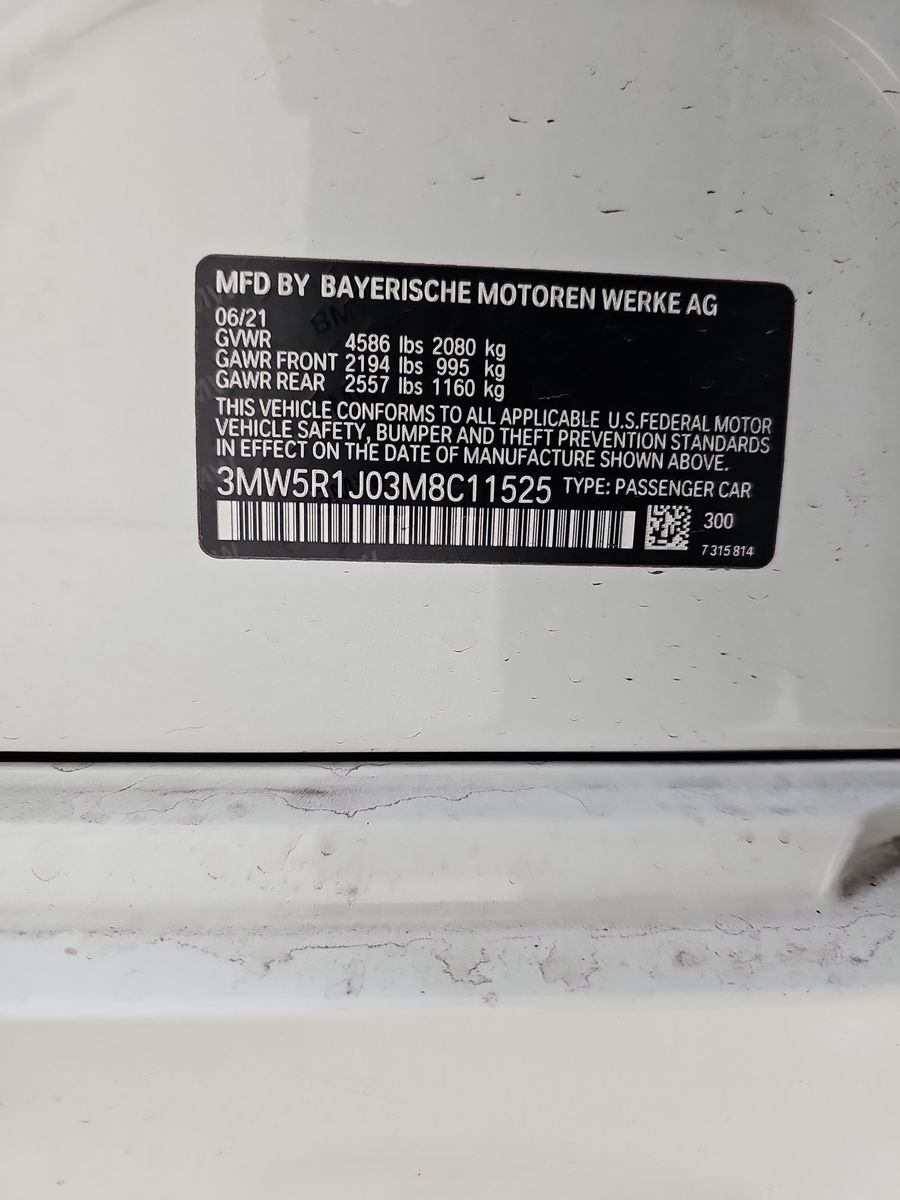 MFD BY BAYERISCHE MOTOREN WERKE AG
06/21
GVWR 4586 lbs 2080 kg
GAWR FRONT 2194 lbs 995 kg
GAWR REAR 2557 lbs 1160 kg
THIS VEHICLE CONFORMS TO ALL APPLICABLE U.S.FEDERAL MOTOR
VEHICLE SAFETY, BUMPER AND THEFT PREVENTION STANDARDS
IN EFFECT ON THE DATE OF MANUFACTURE SHOWN ABOVE.
3MW5R1J03M8C11525 TYPE: PASSENGER CAR
300
7 315 814